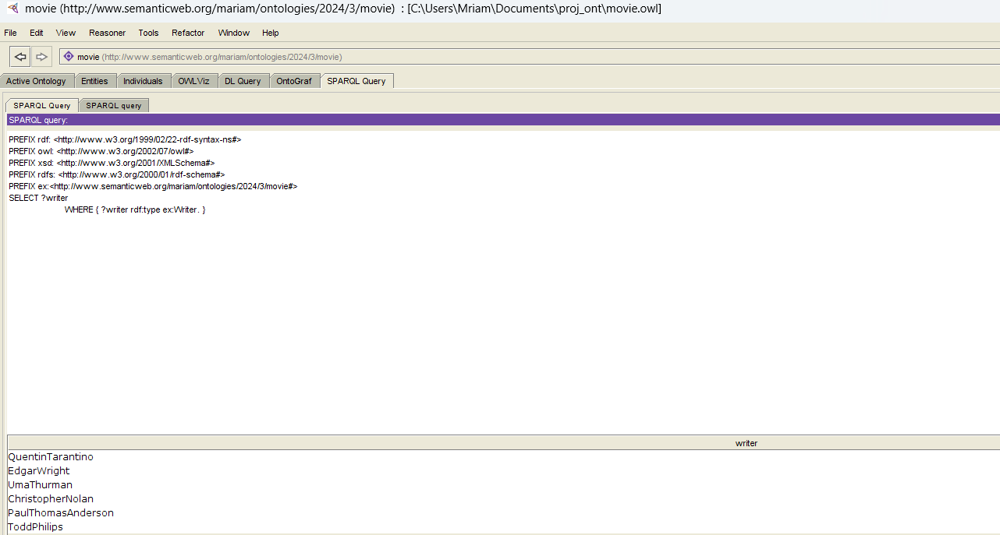 movie (http://www.semanticweb.org/mariam/ontologies/2024/3/movie) : [C:\Users\Mriam\Documents\proj_ont\movie.owl]
File Edit View Reasoner Tools Refactor Window Help
movie (http://www.semanticweb.org/mariam/ontologies/2024/3/movie)
Active Ontology Entities Individuals OWLViz DL Query OntoGraf SPARQL Query
SPARQL Query SPARQL query
SPARQL query:
PREFIX rdf: <http://www.w3.org/1999/02/22-rdf-syntax-ns#>
PREFIX owl: <http://www.w3.org/2002/07/owl#>
PREFIX xsd: <http://www.w3.org/2001/XMLSchema#>
PREFIX rdfs: <http://www.w3.org/2000/01/rdf-schema#>
PREFIX ex:<http://www.semanticweb.org/mariam/ontologies/2024/3/movie#>
SELECT ?writer
WHERE { ?writer rdf:type ex:Writer. }
writer
QuentinTarantino
EdgarWright
UmaThurman
ChristopherNolan
PaulThomasAnderson
ToddPhilips